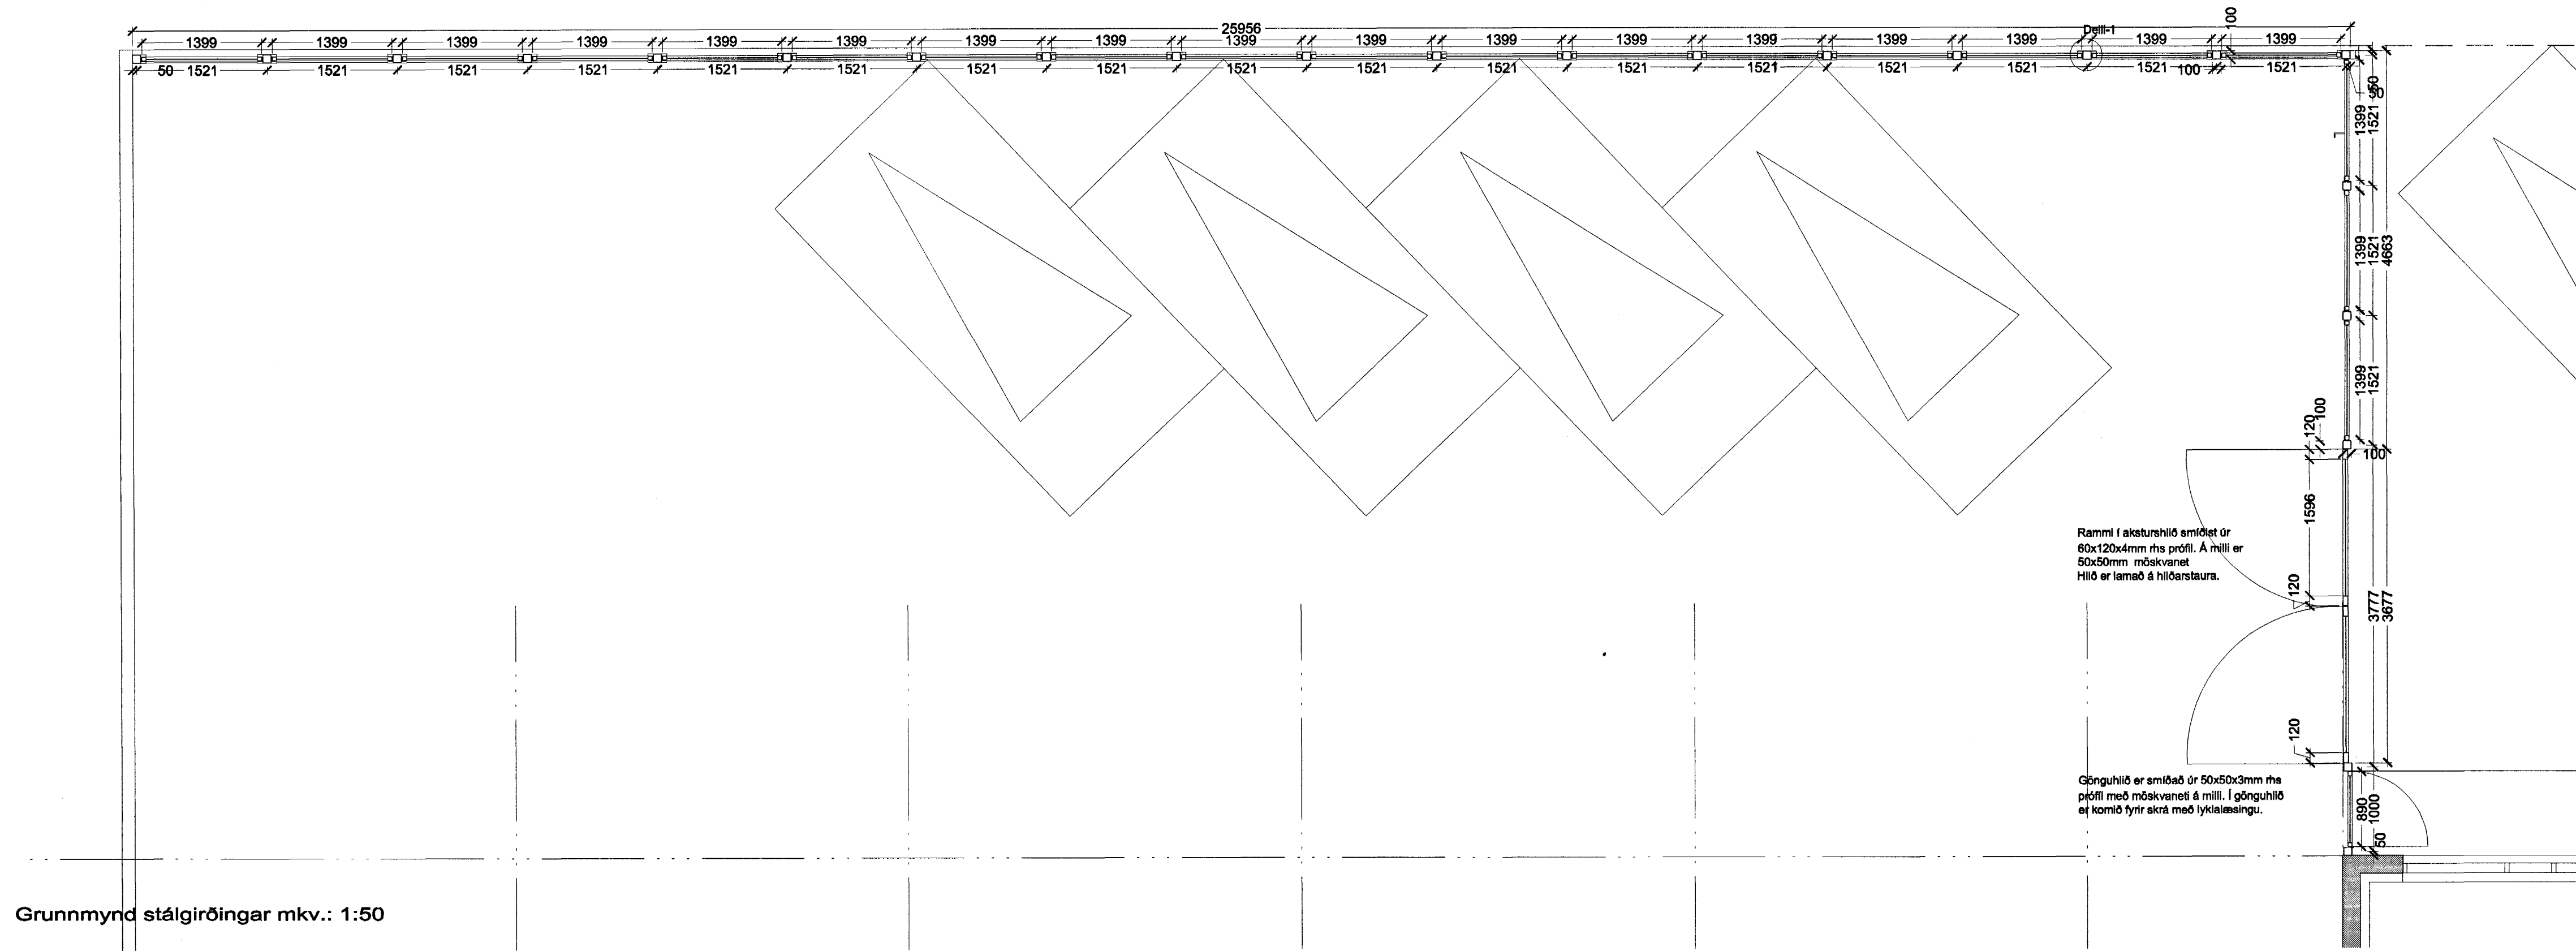 25956
Deili-1
100
1399 1399 1399 1399 1399 1399 1399 1399 1399 1399 1399 1399 1399 1399 1399 1399 1399
50 1521 1521 1521 1521 1521 1521 1521 1521 1521 1521 1521 1521 1521 1521 1521 1521 100 1521
50
50
1399
1521
1399
1521
4663
1399
1521
120
100
100
1596
Rammi í aksturshlið smíðist úr
60x120x4mm rhs prófíl. Á milli er
50x50mm möskvanet
Hlið er lamað á hliðarstaura.
120
3777
3677
120
Gönguhlið er smíðað úr 50x50x3mm rhs
prófíl með möskvaneti á milli. Í gönguhlið
er komið fyrir skrá með lyklalæsingu.
890
1000
50
Grunnmynd stálgirðingar mkv.: 1:50